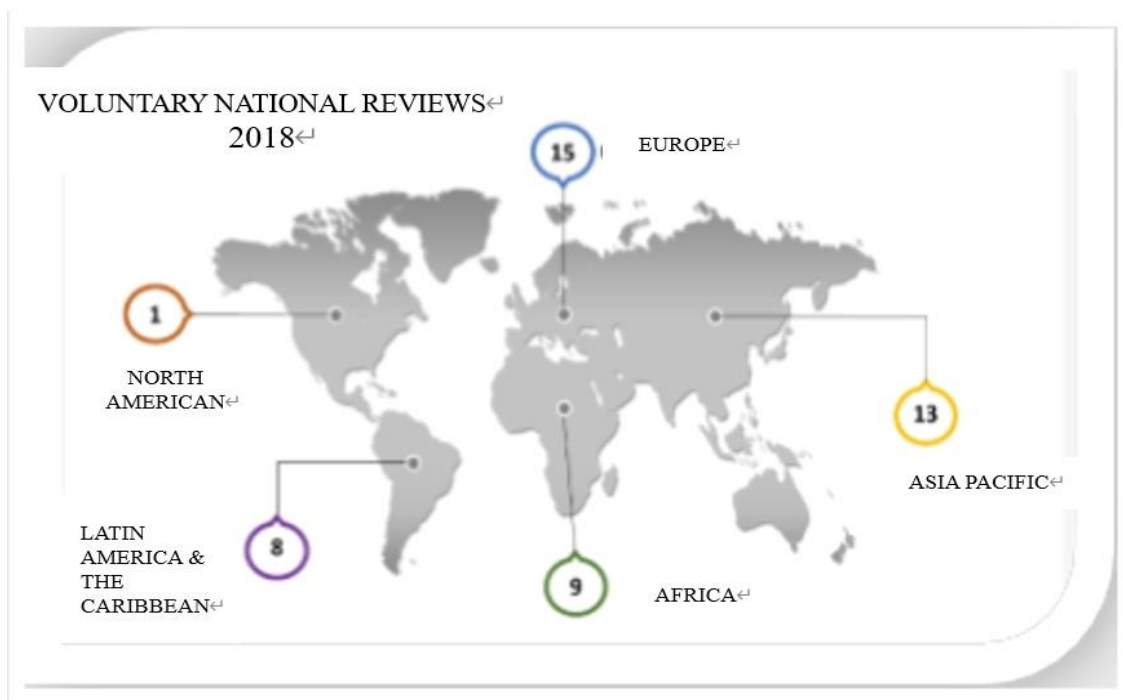 VOLUNTARY NATIONAL REVIEWS↵
2018↵
15
EUROPE↵
1
NORTH
AMERICAN↵
13
ASIA PACIFIC↵
LATIN
AMERICA &
THE
CARIBBEAN↵
8
9
AFRICA↵